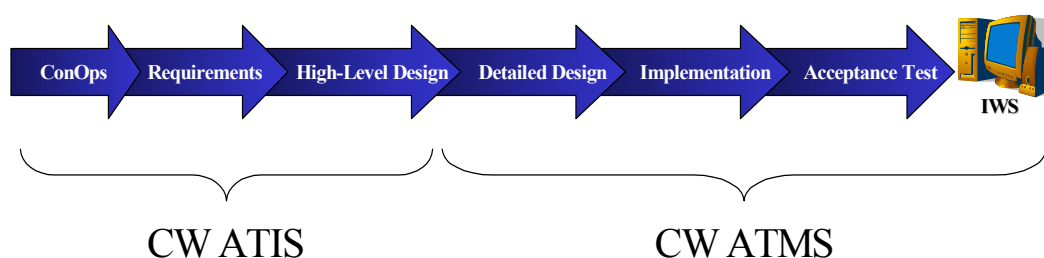 ConOps
Requirements
High-Level Design
Detailed Design
Implementation
Acceptance Test
IWS
CW ATIS
CW ATMS